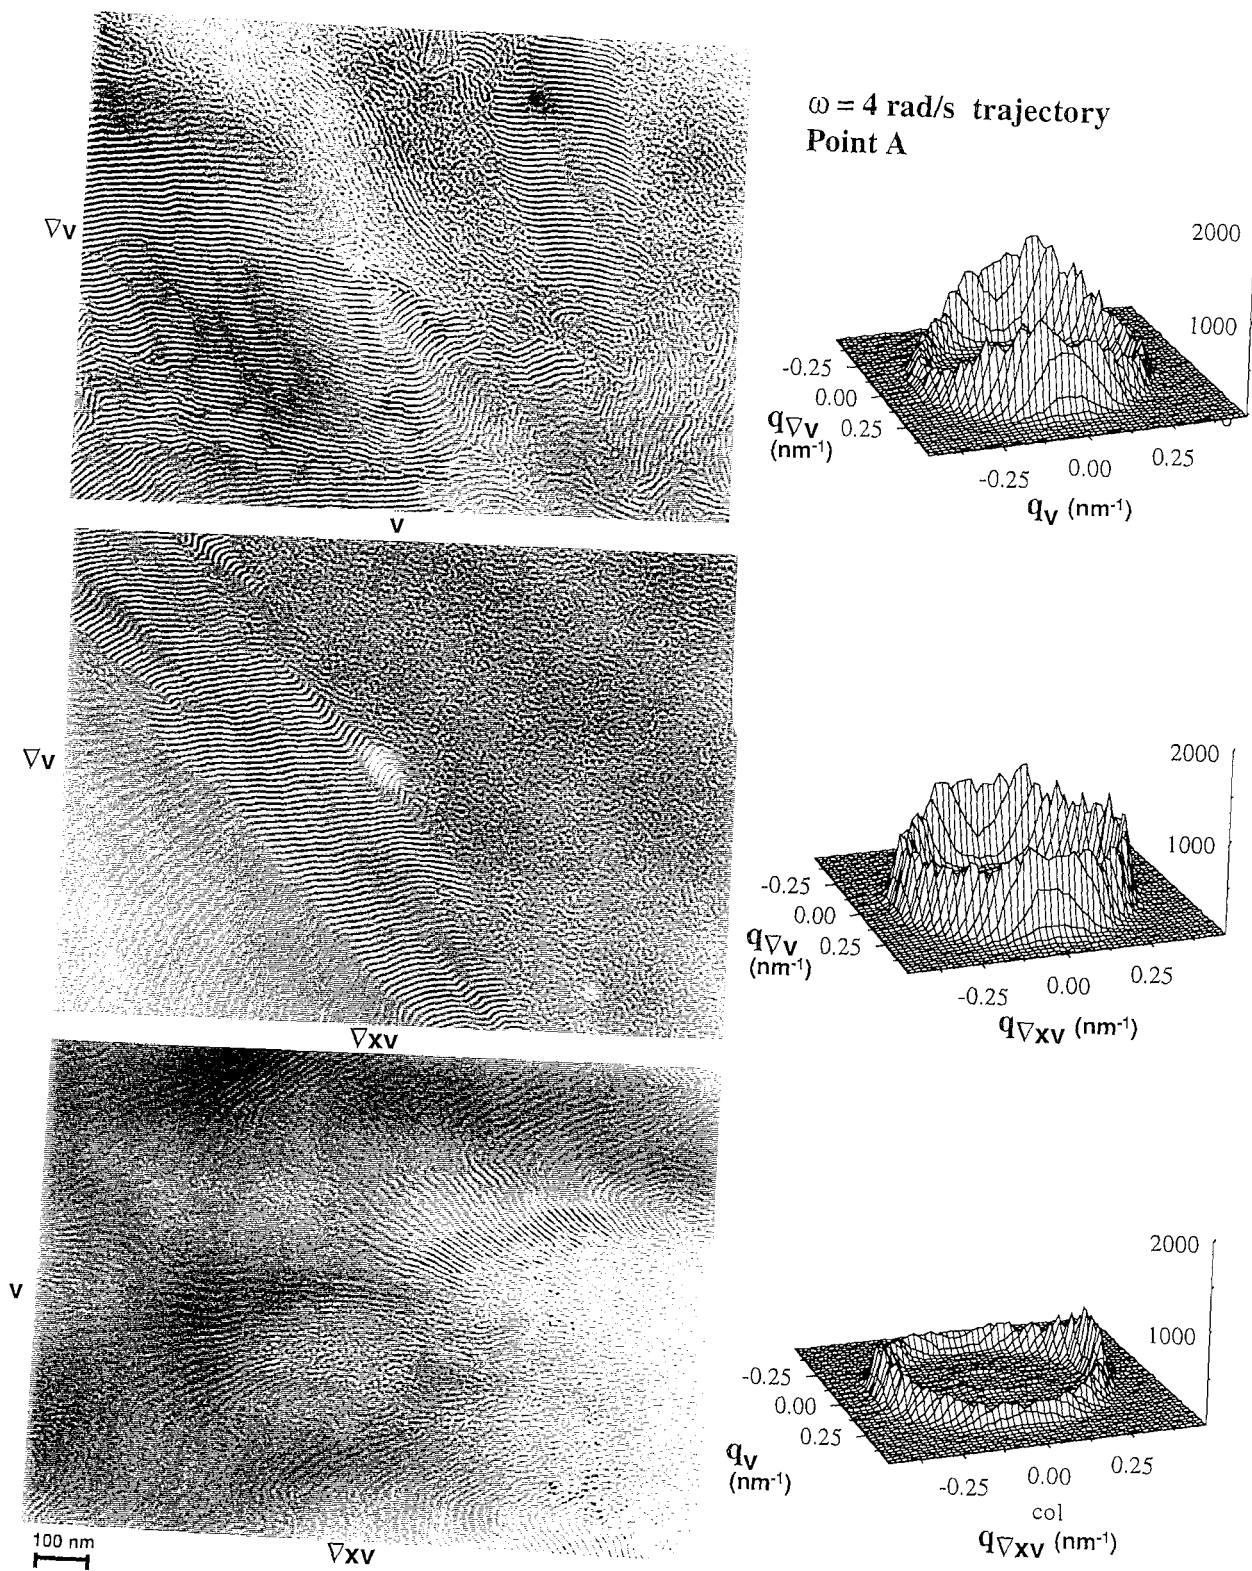 ω = 4 rad/s trajectory
Point A
∇v
v
2000
1000
0
-0.25
0.00
0.25
q∇v
(nm-1)
-0.25
0.00
0.25
qv (nm-1)
∇v
∇xv
2000
1000
-0.25
0.00
0.25
q∇v
(nm-1)
-0.25
0.00
0.25
q∇xv (nm-1)
v
∇xv
100 nm
2000
1000
-0.25
0.00
0.25
qv
(nm-1)
-0.25
0.00
0.25
col
q∇xv (nm-1)